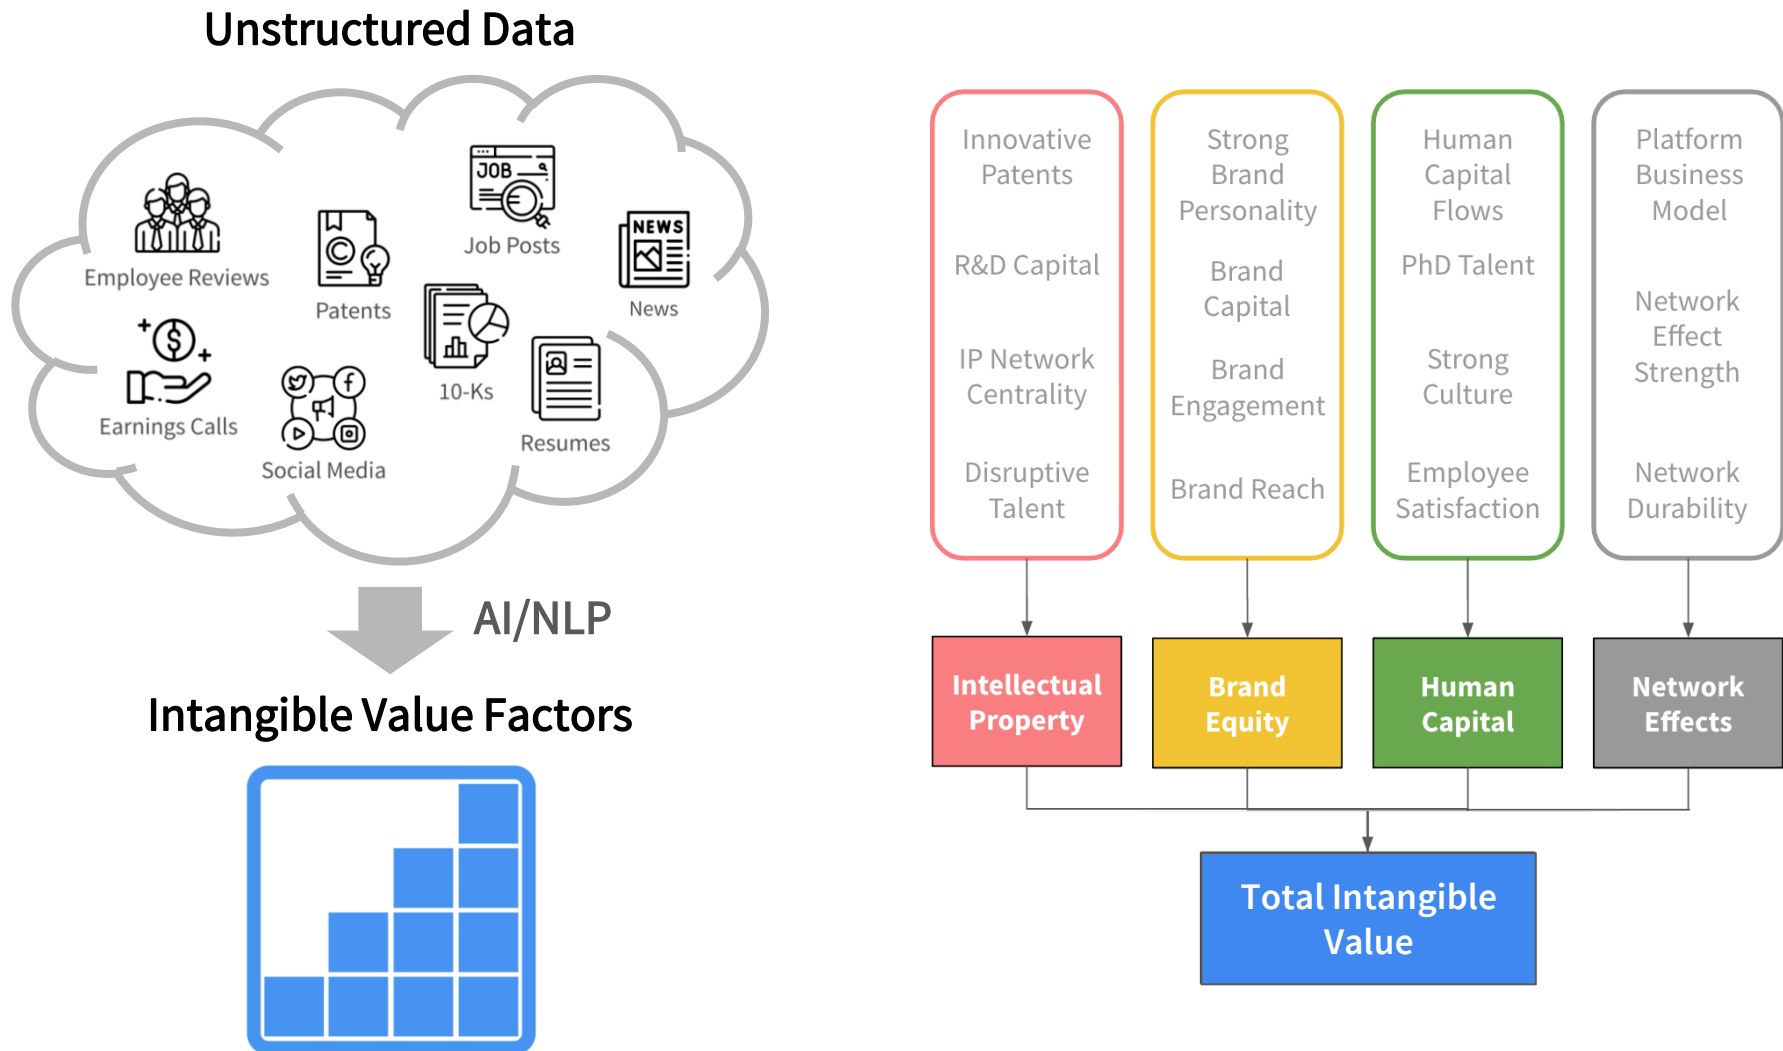 Unstructured Data
JOB
Job Posts
NEWS
News
Employee Reviews
Patents
10-Ks
Earnings Calls
Social Media
Resumes
AI/NLP
Intangible Value Factors
Innovative
Patents
R&D Capital
IP Network
Centrality
Disruptive
Talent
Strong
Brand
Personality
Brand
Capital
Brand
Engagement
Brand Reach
Human
Capital
Flows
PhD Talent
Strong
Culture
Employee
Satisfaction
Platform
Business
Model
Network
Effect
Strength
Network
Durability
Intellectual
Property
Brand
Equity
Human
Capital
Network
Effects
Total Intangible
Value